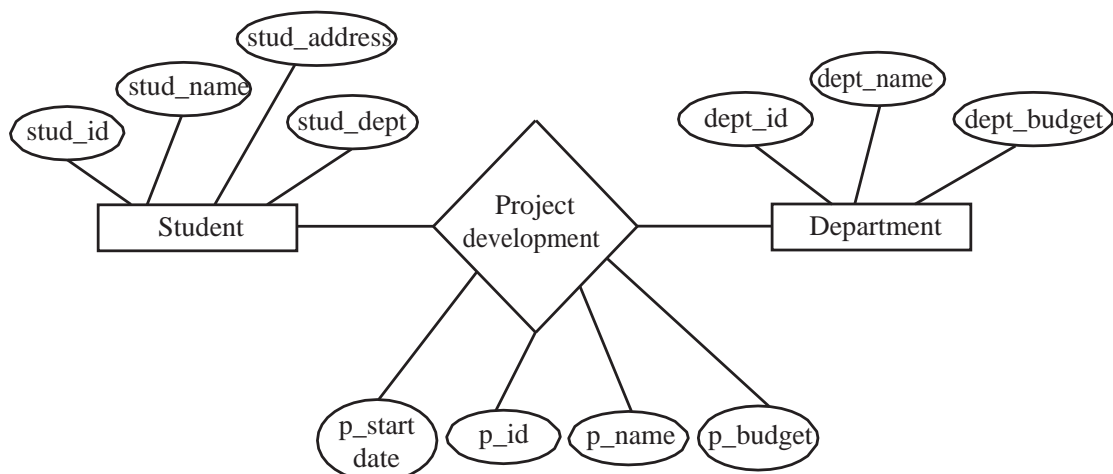 stud_address
stud_name
stud_id
stud_dept
dept_name
dept_id
dept_budget
Student
Project
development
Department
p_start
date
p_id
p_name
p_budget